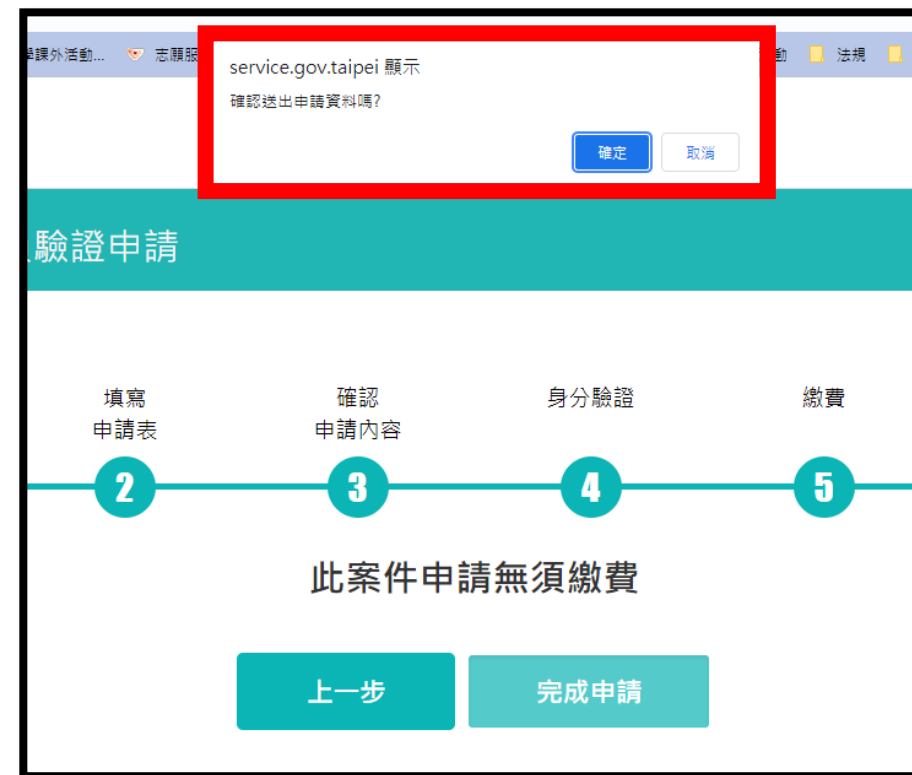 課外活動...
志願服
動
法規
service.gov.taipei 顯示
確認送出申請資料嗎?
確定
取消
驗證申請
填寫
申請表
確認
申請內容
身分驗證
繳費
2
3
4
5
此案件申請無須繳費
上一步
完成申請